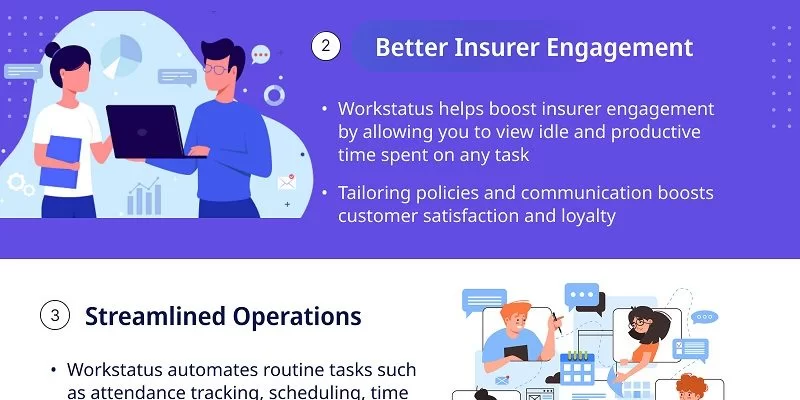 2
Better Insurer Engagement
• Workstatus helps boost insurer engagement
by allowing you to view idle and productive
time spent on any task
• Tailoring policies and communication boosts
customer satisfaction and loyalty
3
Streamlined Operations
• Workstatus automates routine tasks such
as attendance tracking, scheduling, time